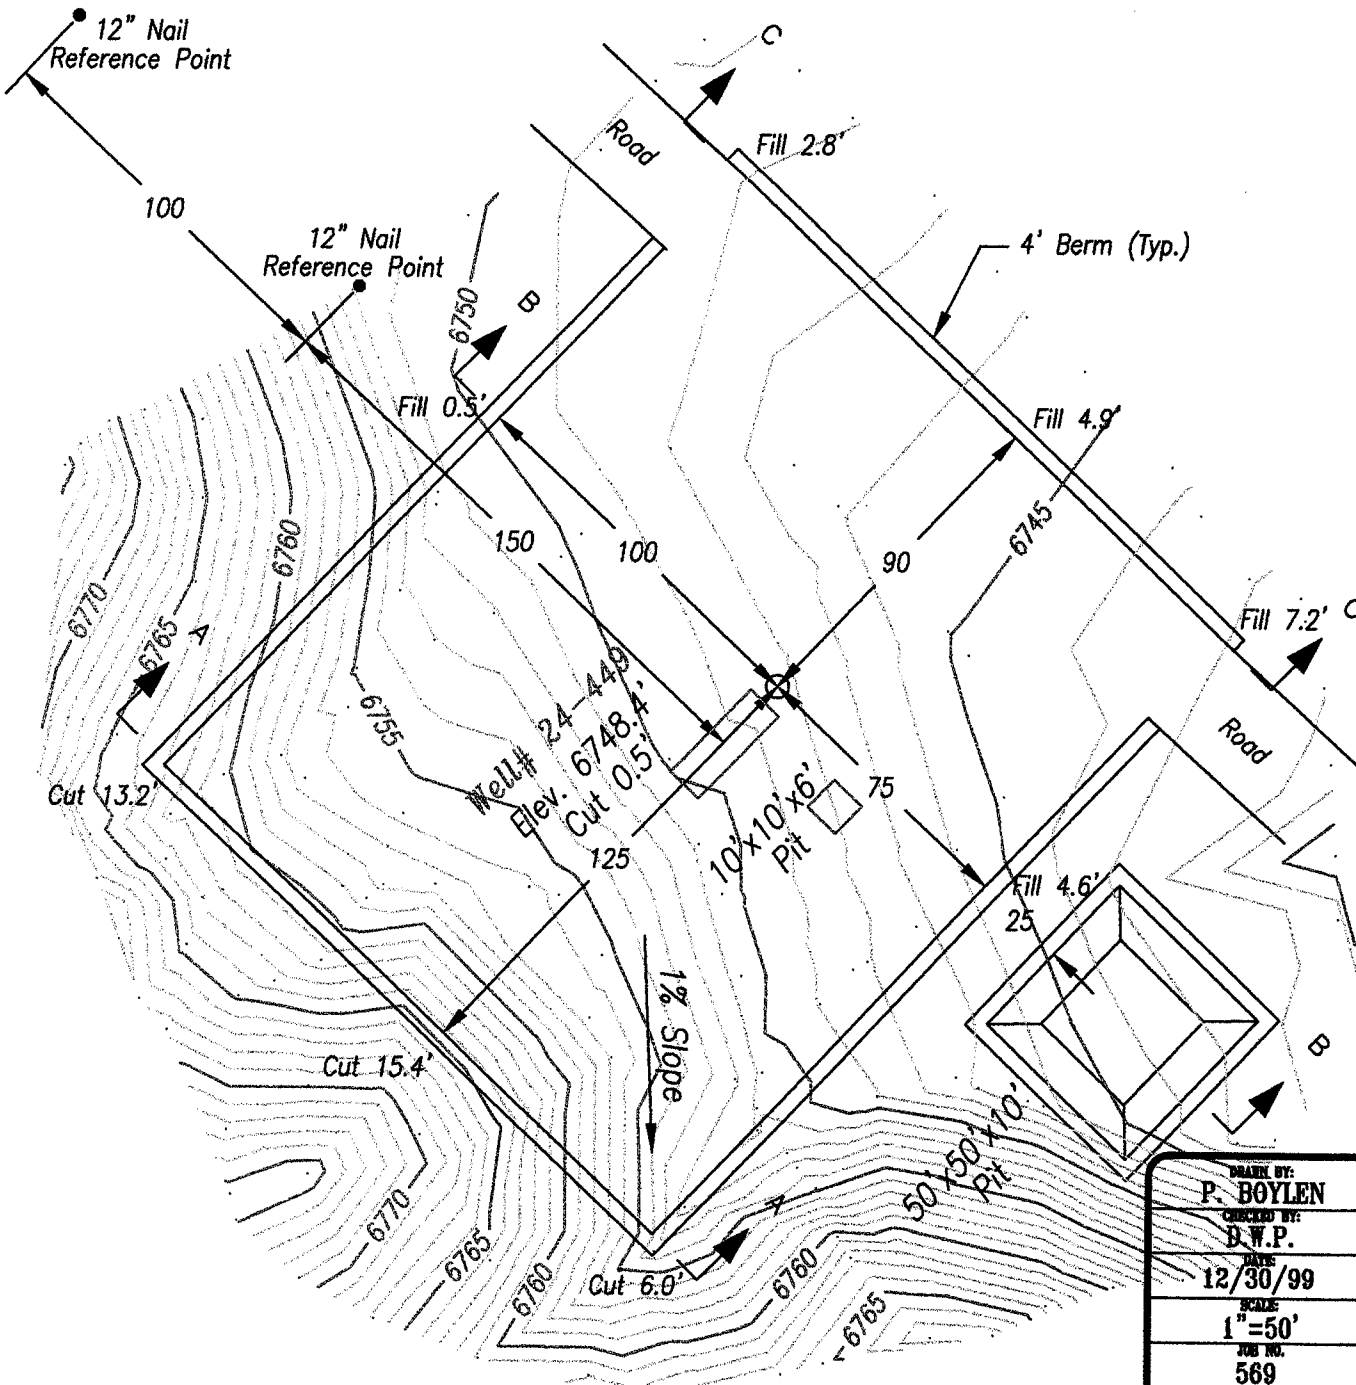 12" Nail
Reference Point
C
Road
Fill 2.8'
100
12" Nail
Reference Point
4' Berm (Typ.)
6750
B
Fill 0.5'
Fill 4.9'
6760
150
100
90
6745
6770
6765
A
Fill 7.2'
C
6755
Well# 24-449
Elev. 6748.4'
Cut 0.5'
Road
Cut 13.2'
75
10'x10'x6'
Pit
125
Fill 4.6'
25
1% Slope
Cut 15.4'
B
50'x50'x10'
Pit
6770
6765
6760
Cut 6.0'
A
6760
6765
DRAWN BY:
P. BOYLEN
CHECKED BY:
D.W.P.
DATE:
12/30/99
SCALE:
1"=50'
JOB NO.
569